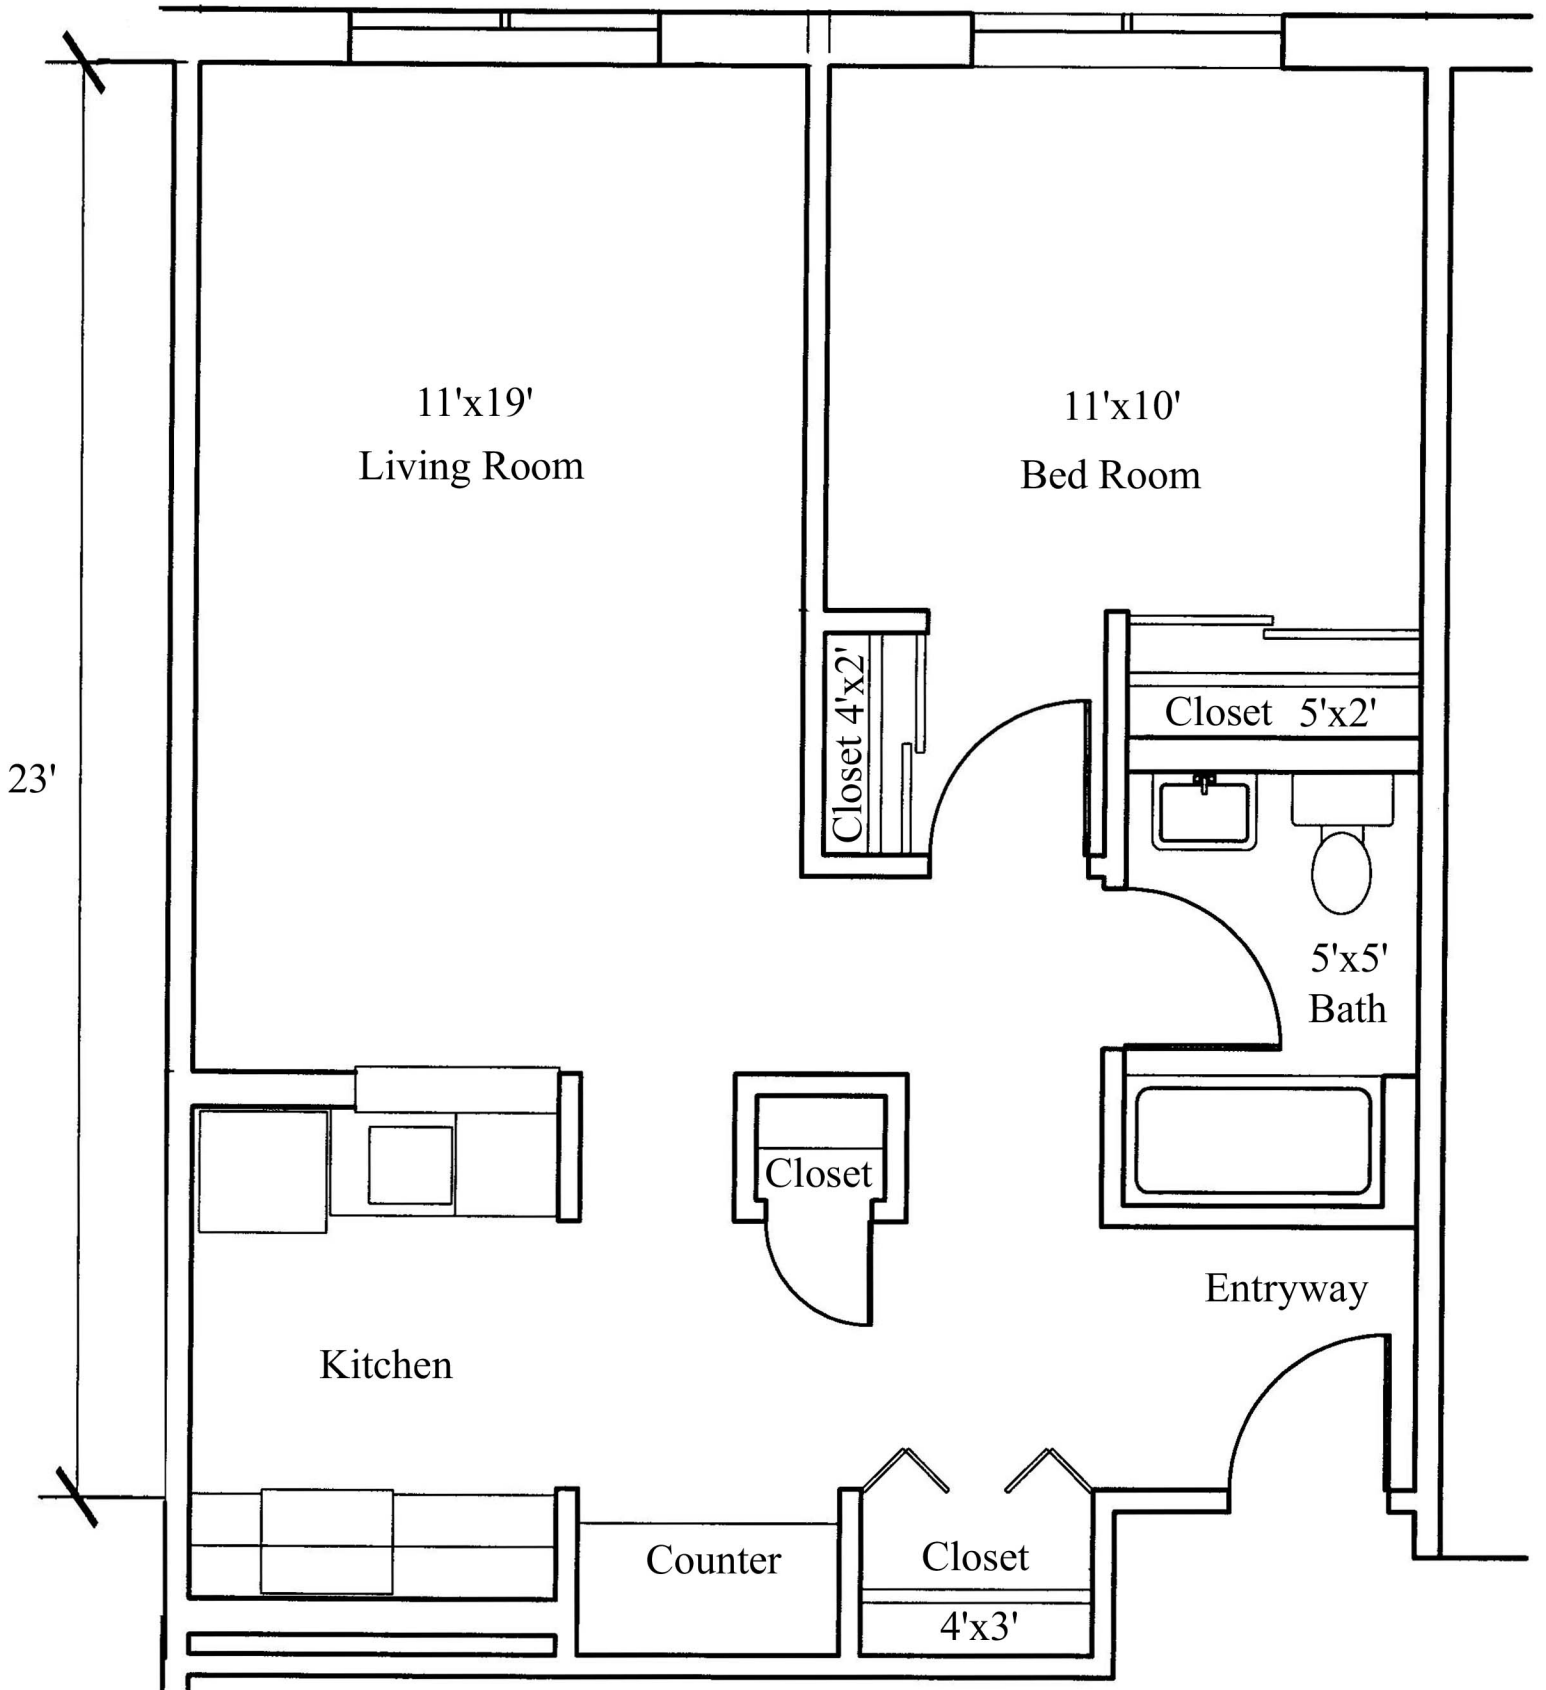 11'x19'
Living Room
11'x10'
Bed Room
Closet 4'x2'
Closet 5'x2'
23'
5'x5'
Bath
Closet
Entryway
Kitchen
Counter
Closet
4'x3'